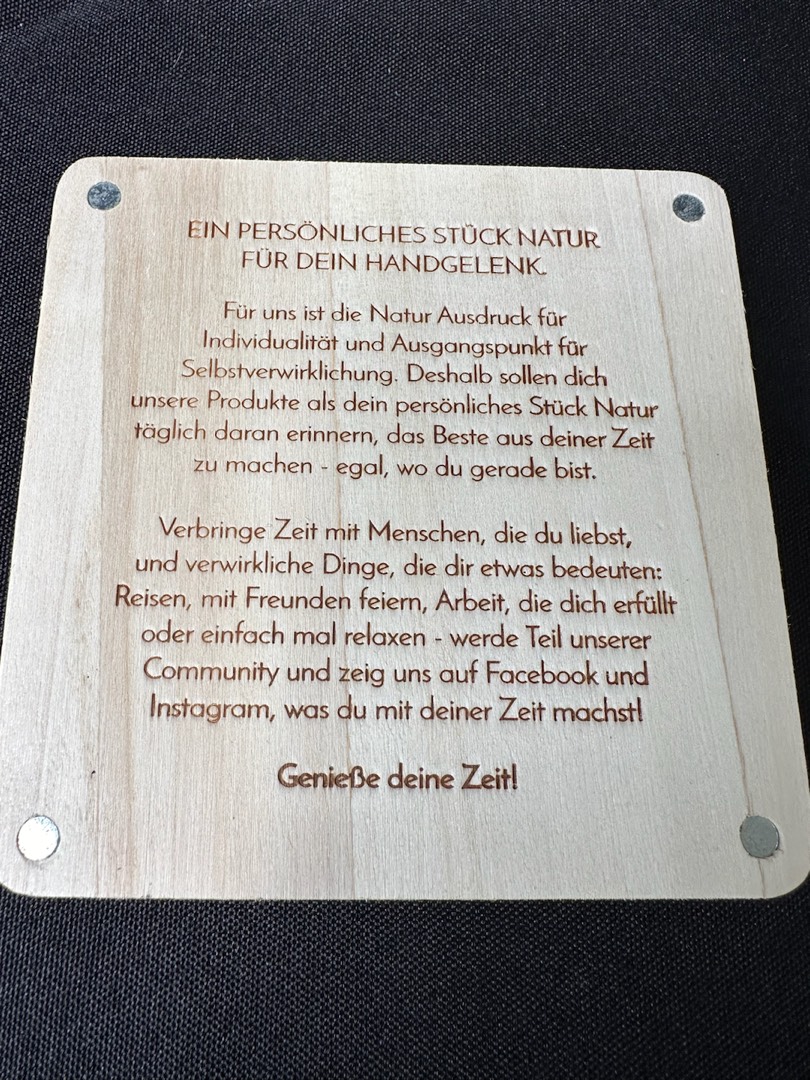 EIN PERSÖNLICHES STÜCK NATUR
FÜR DEIN HANDGELENK.
Für uns ist die Natur Ausdruck für
Individualität und Ausgangspunkt für
Selbstverwirklichung. Deshalb sollen dich
unsere Produkte als dein persönliches Stück Natur
täglich daran erinnern, das Beste aus deiner Zeit
zu machen - egal, wo du gerade bist.
Verbringe Zeit mit Menschen, die du liebst,
und verwirkliche Dinge, die dir etwas bedeuten:
Reisen, mit Freunden feiern, Arbeit, die dich erfüllt
oder einfach mal relaxen - werde Teil unserer
Community und zeig uns auf Facebook und
Instagram, was du mit deiner Zeit machst!
Genieße deine Zeit!